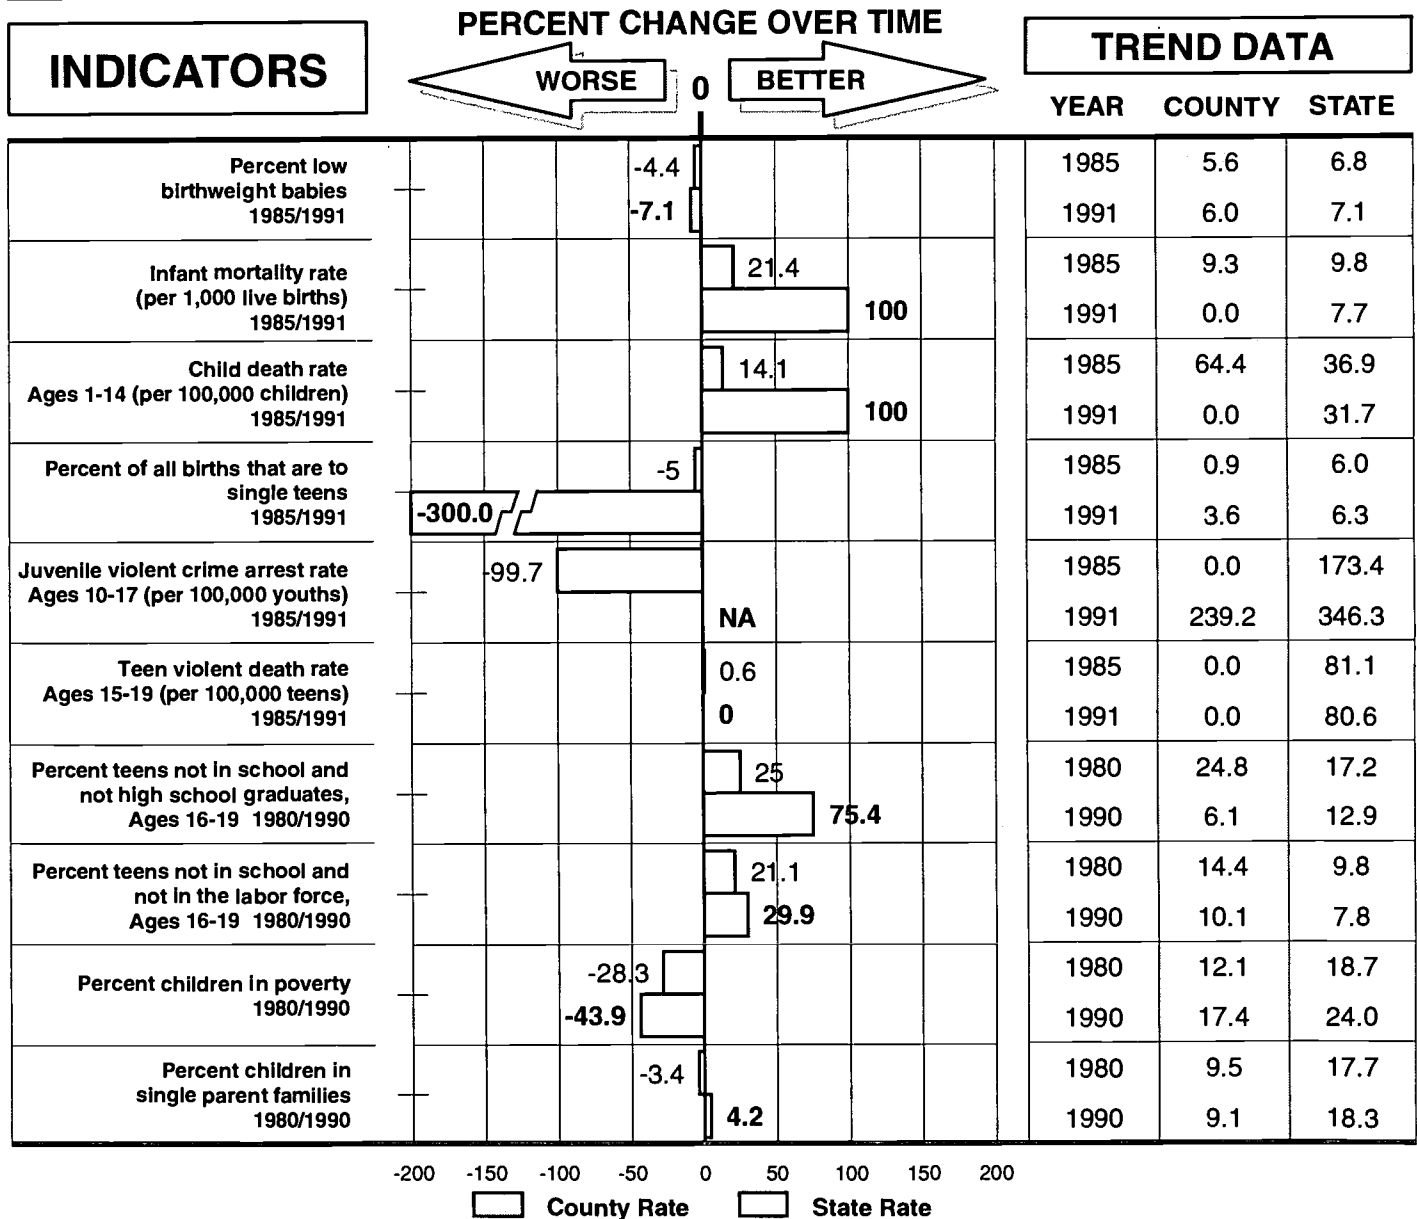 PERCENT CHANGE OVER TIME
INDICATORS
WORSE
0
BETTER
TREND DATA
YEAR COUNTY STATE
Percent low
birthweight babies
1985/1991
-4.4
-7.1
1985 5.6 6.8
1991 6.0 7.1
Infant mortality rate
(per 1,000 live births)
1985/1991
21.4
100
1985 9.3 9.8
1991 0.0 7.7
Child death rate
Ages 1-14 (per 100,000 children)
1985/1991
14.1
100
1985 64.4 36.9
1991 0.0 31.7
Percent of all births that are to
single teens
1985/1991
-5
-300.0
1985 0.9 6.0
1991 3.6 6.3
Juvenile violent crime arrest rate
Ages 10-17 (per 100,000 youths)
1985/1991
-99.7
NA
1985 0.0 173.4
1991 239.2 346.3
Teen violent death rate
Ages 15-19 (per 100,000 teens)
1985/1991
0.6
0
1985 0.0 81.1
1991 0.0 80.6
Percent teens not in school and
not high school graduates,
Ages 16-19 1980/1990
25
75.4
1980 24.8 17.2
1990 6.1 12.9
Percent teens not in school and
not in the labor force,
Ages 16-19 1980/1990
21.1
29.9
1980 14.4 9.8
1990 10.1 7.8
Percent children in poverty
1980/1990
-28.3
-43.9
1980 12.1 18.7
1990 17.4 24.0
Percent children in
single parent families
1980/1990
-3.4
4.2
1980 9.5 17.7
1990 9.1 18.3
-200 -150 -100 -50 0 50 100 150 200
County Rate State Rate